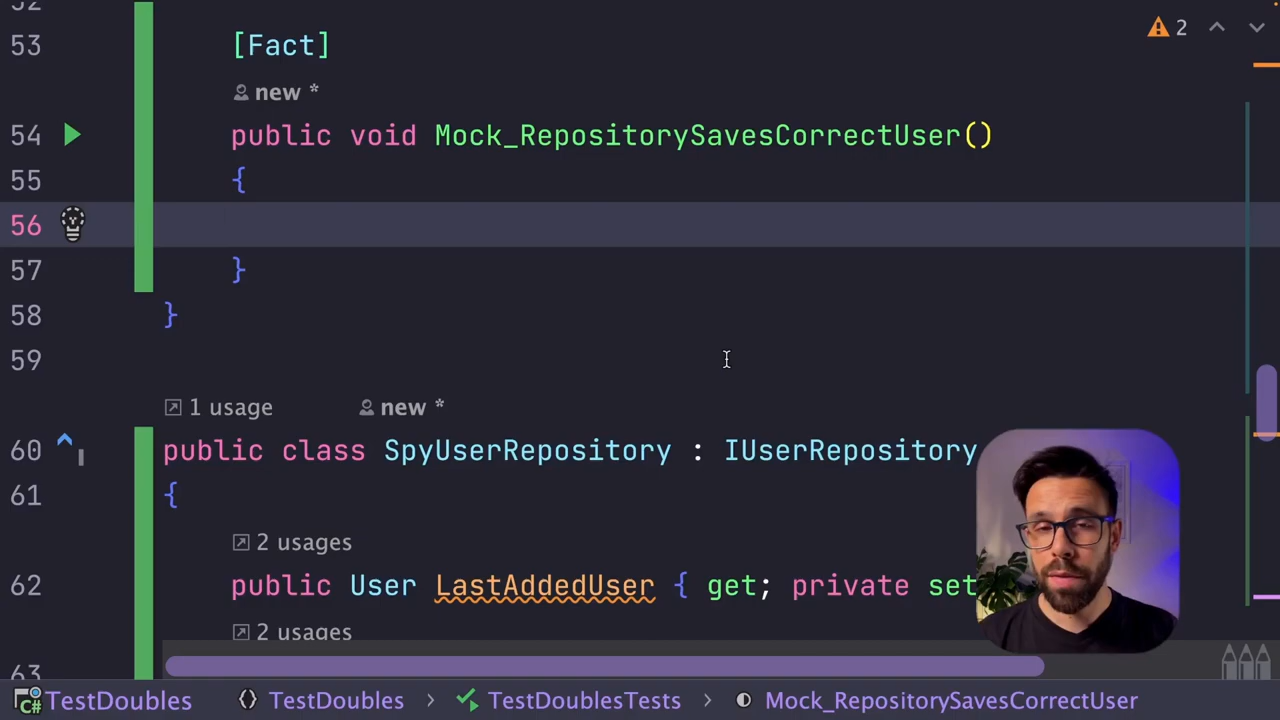 52
53 [Fact]
new *
54 public void Mock_RepositorySavesCorrectUser()
55 {
56
57 }
58 }
59
1 usage new *
60 public class SpyUserRepository : IUserRepository
61 {
2 usages
62 public User LastAddedUser { get; private set
2 usages
63
2
C# TestDoubles {} TestDoubles > TestDoublesTests > Mock_RepositorySavesCorrectUser